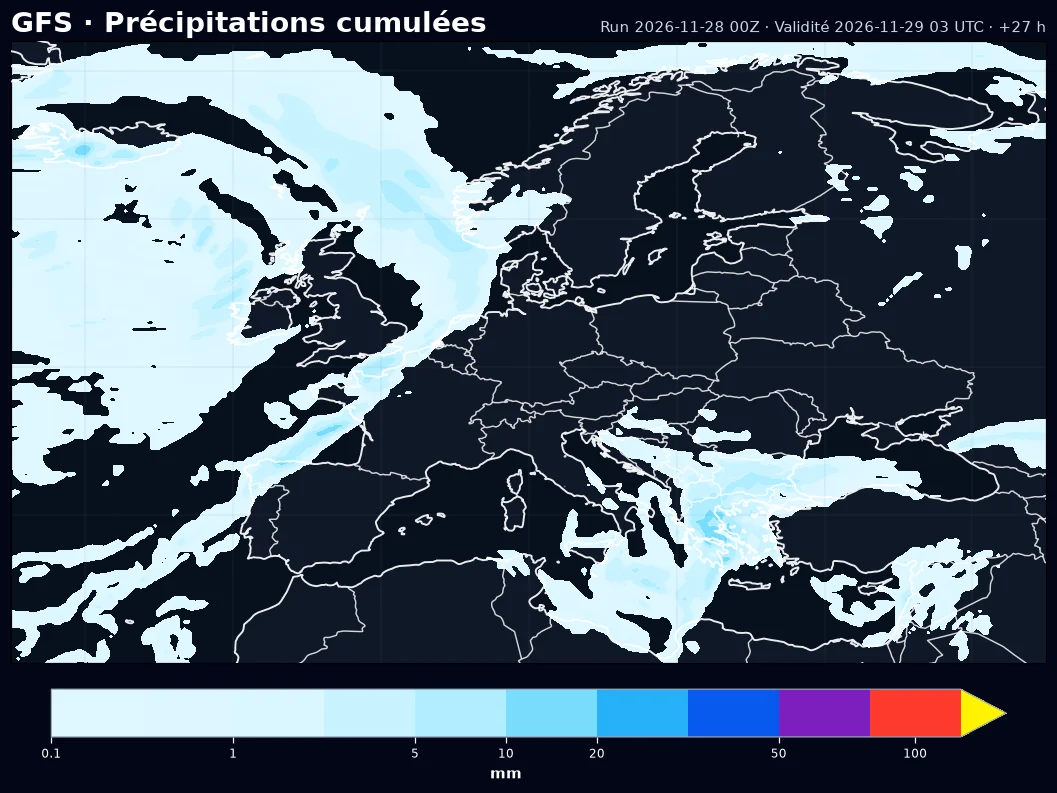 GFS · Précipitations cumulées
Run 2026-11-28 00Z · Validité 2026-11-29 03 UTC · +27 h
0.1 1 5 10 20 50 100
mm